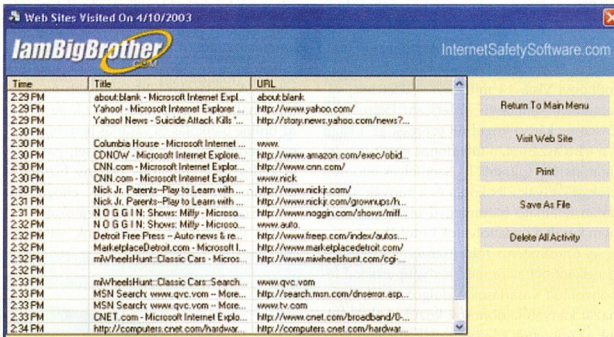 Web Sites Visited On 4/10/2003
IamBigBrother .COM
InternetSafetySoftware.com
Time Title URL
2:29 PM about:blank - Microsoft Internet Expl... about:blank
2:29 PM Yahoo! - Microsoft Internet Explorer ... http://www.yahoo.com/
2:29 PM Yahoo! News - Suicide Attack Kills '... http://story.news.yahoo.com/news?...
2:30 PM
2:30 PM Columbia House - Microsoft Internet ... www.
2:30 PM CDNOW - Microsoft Internet Explore... http://www.amazon.com/exec/obid...
2:30 PM CNN.com - Microsoft Internet Explor... http://www.cnn.com/
2:30 PM CNN.com - Microsoft Internet Explor... www.nick.
2:30 PM Nick Jr. Parents--Play to Learn with ... http://www.nickjr.com/
2:31 PM Nick Jr. Parents--Play to Learn with ... http://www.nickjr.com/grownups/h...
2:31 PM N O G G I N: Shows: Miffy - Microso... http://www.noggin.com/shows/miff...
2:32 PM N O G G I N: Shows: Miffy - Microso... www.auto.
2:32 PM Detroit Free Press -- Auto news & re... http://www.freep.com/index/autos....
2:32 PM MarketplaceDetroit.com - Microsoft I... http://www.marketplacedetroit.com/
2:32 PM miWheelsHunt::Classic Cars - Micros... http://www.miwheelshunt.com/cgi-...
2:32 PM
2:33 PM miWheelsHunt::Classic Cars::Search... www.qvc.vom
2:33 PM MSN Search: www.qvc.vom -- More... http://search.msn.com/dnserror.asp...
2:33 PM MSN Search: www.qvc.vom -- More... www.tv.com
2:33 PM CNET.com - Microsoft Internet Explo... http://www.cnet.com/broadband/0-...
2:34 PM http://computers.cnet.com/hardwar... http://computers.cnet.com/hardwar...
Return To Main Menu
Visit Web Site
Print
Save As File
Delete All Activity